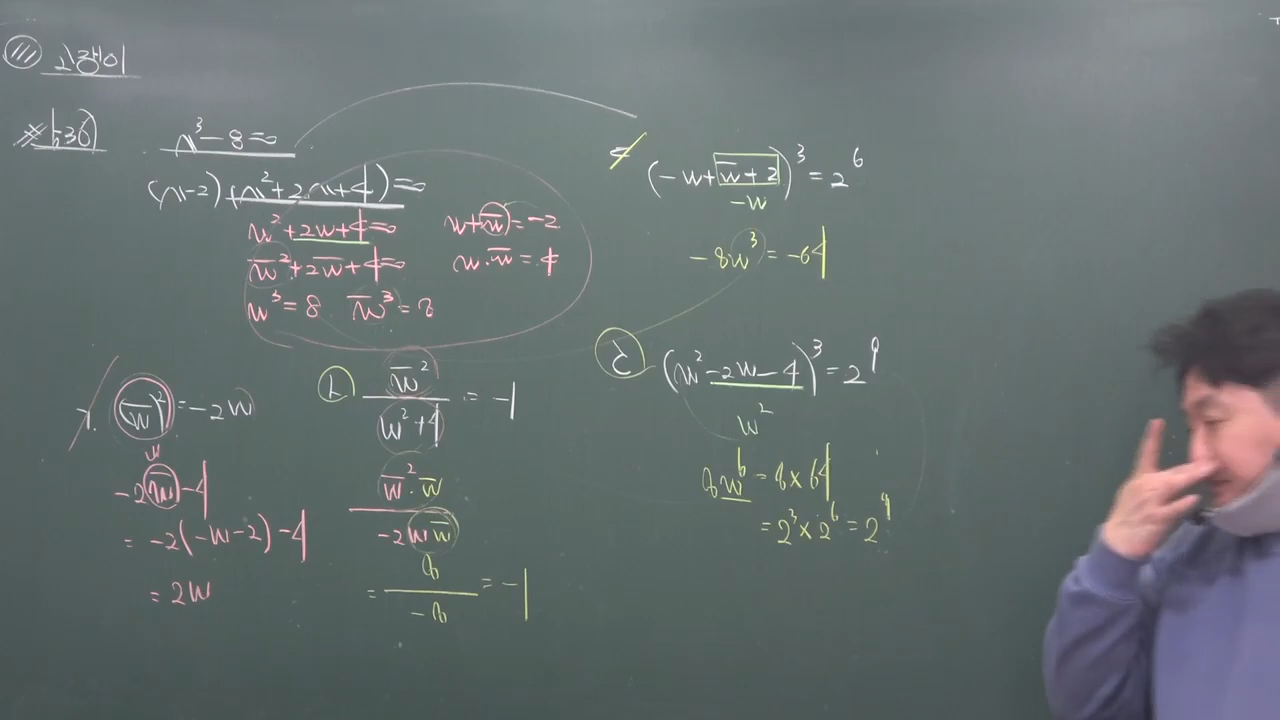 고랭이
530
x³-8=0
(x-2)(x²+2x+4)=0
w²+2w+4=0 w+w̅=-2
w̅²+2w̅+4=0 w·w̅=4
w³=8 w̅³=8
ㄱ. (w̅)²=-2w
-2w̅-4
= -2(-w-2)-4
= 2w
ㄴ w̅²/(w²+4) = -1
w̅²·w̅/(-2ww̅)
= 8/(-8) = -1
ㄷ (-w+w̅+2)³=2⁶
-w
-8w³=-64
ㄹ (w²-2w-4)³=2⁹
w²
8w⁶=8×64
=2³×2⁶=2⁹